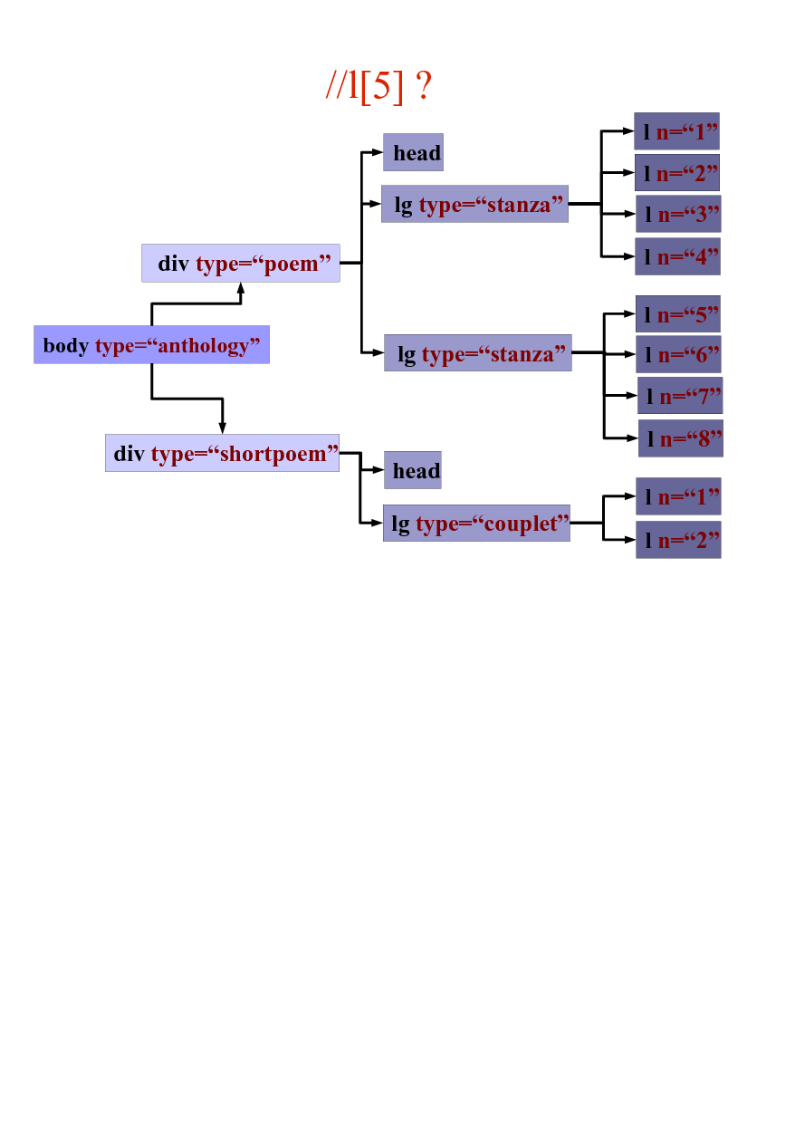 //l[5] ?
l n=“1”
head
l n=“2”
lg type=“stanza”
l n=“3”
l n=“4”
div type=“poem”
l n=“5”
body type=“anthology”
lg type=“stanza”
l n=“6”
l n=“7”
l n=“8”
div type=“shortpoem”
head
l n=“1”
lg type=“couplet”
l n=“2”